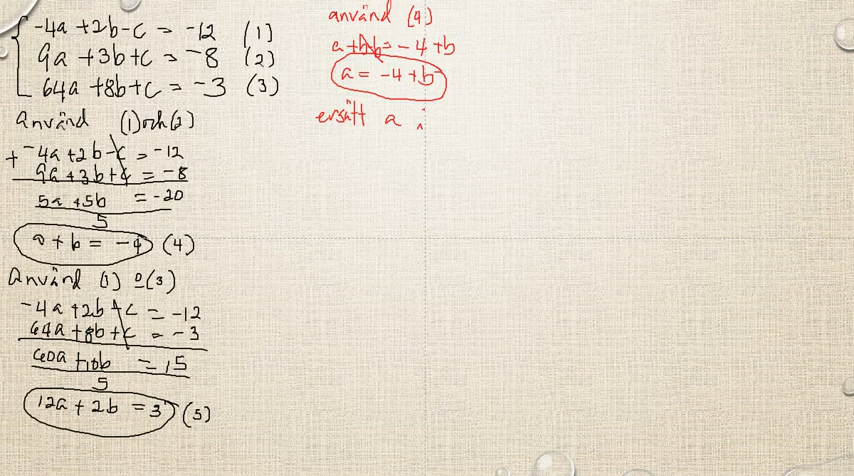 -4a +2b-c = -12 (1)
9a +3b+c = -8 (2)
64a +8b+c = -3 (3)
Använd (1)och(2)
+ -4a+2b-c = -12
9a+3b+c = -8
5a+5b = -20
5
a+b = -4 (4)
Använd (1) o(3)
-4a+2b+c = -12
64a+8b+c = -3
60a+10b = 15
5
12a+2b = 3 (5)
använd (4)
a+b-b=-4+b
a = -4+b
ersätt a i